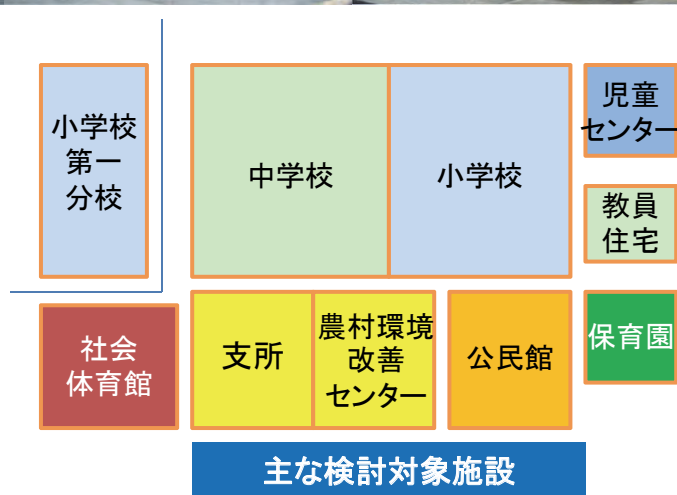 小学校
第一
分校
中学校
小学校
児童
センター
教員
住宅
社会
体育館
支所
農村環境
改善
センター
公民館
保育園
主な検討対象施設